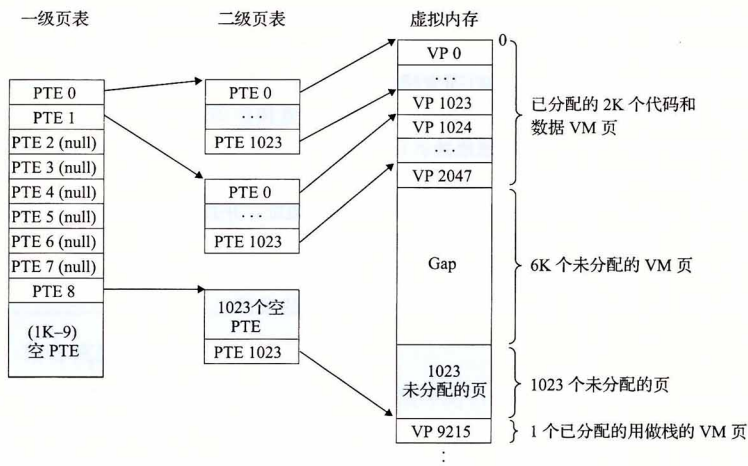 一级页表
二级页表
虚拟内存
PTE 0
PTE 1
PTE 2 (null)
PTE 3 (null)
PTE 4 (null)
PTE 5 (null)
PTE 6 (null)
PTE 7 (null)
PTE 8
(1K–9)
空 PTE
PTE 0
···
PTE 1023
PTE 0
···
PTE 1023
1023个空
PTE
PTE 1023
0
VP 0
···
VP 1023
VP 1024
···
VP 2047
Gap
1023
未分配的页
VP 9215
⋮
已分配的 2K 个代码和
数据 VM 页
6K 个未分配的 VM 页
1023 个未分配的页
1 个已分配的用做栈的 VM 页